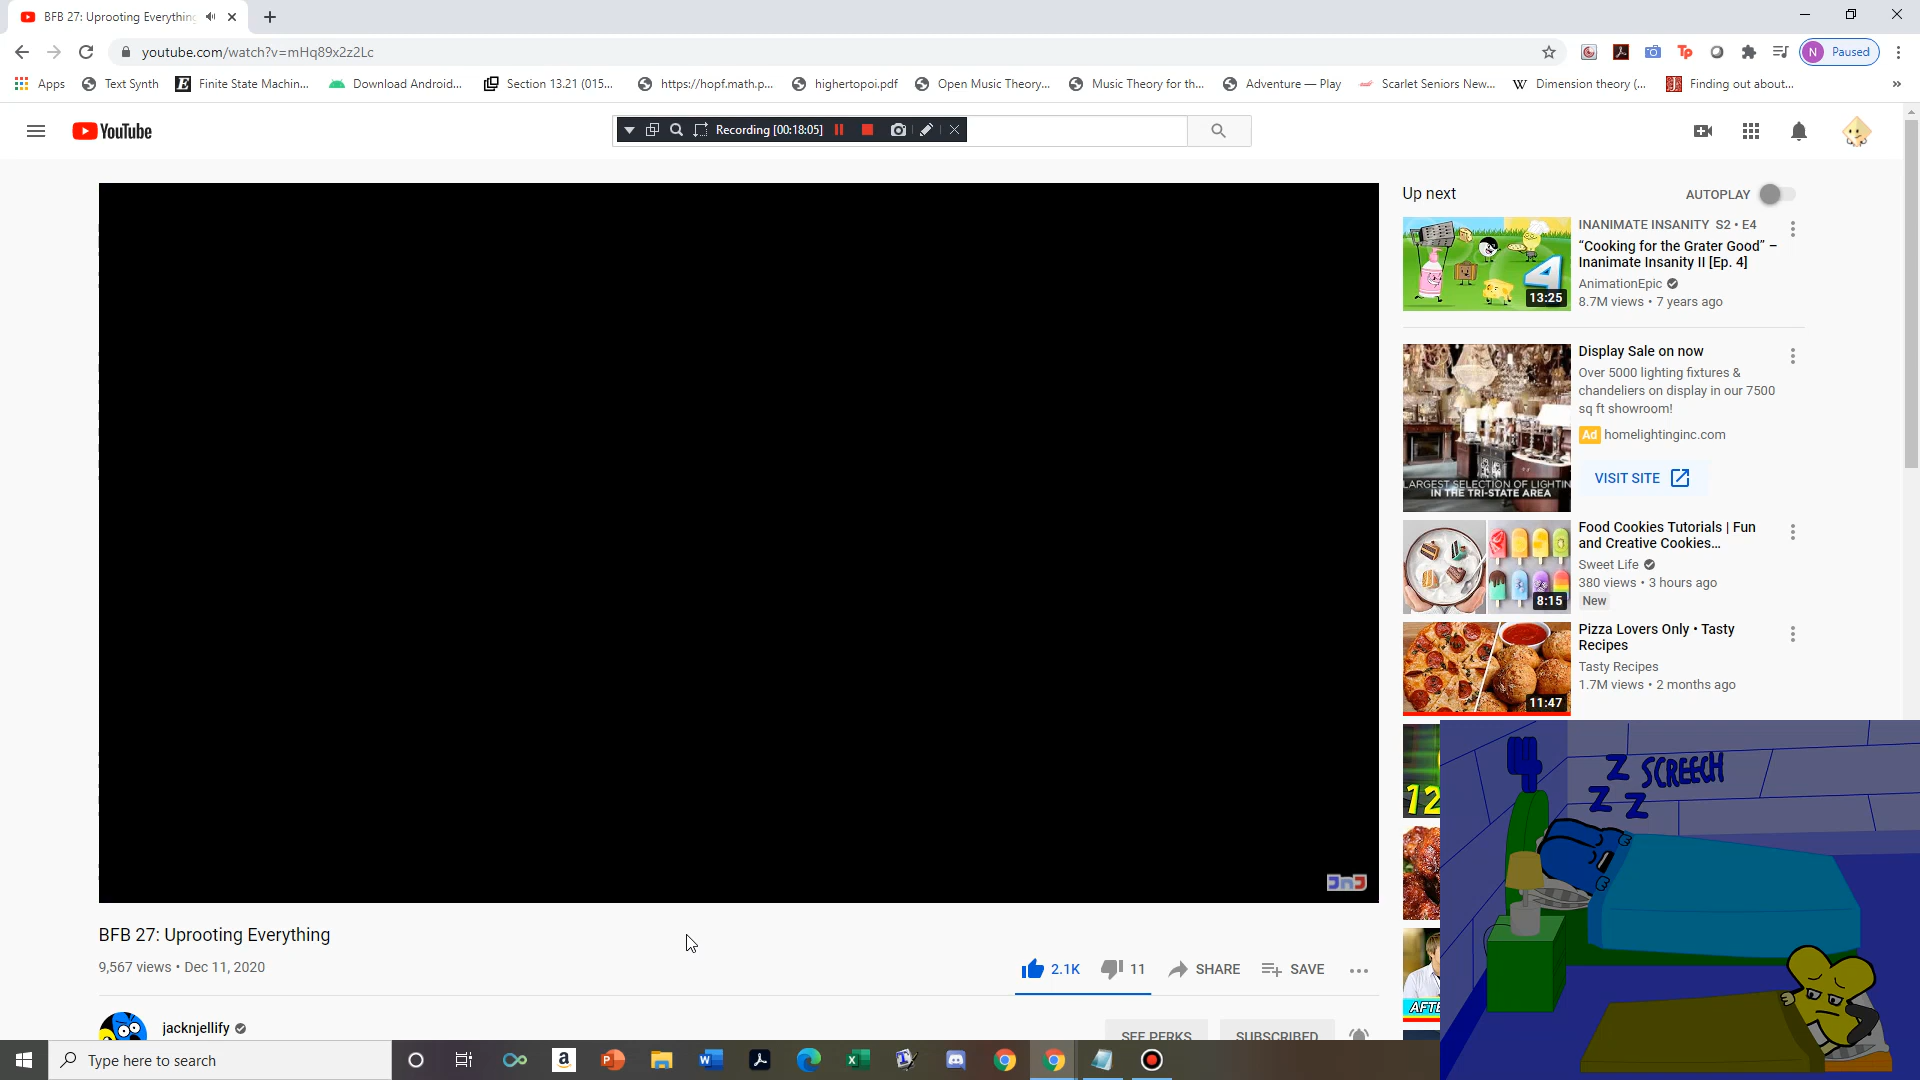 BFB 27: Uprooting Everything
youtube.com/watch?v=mHq89x2z2Lc
Tp
N Paused
Apps
Text Synth
E Finite State Machin...
Download Android...
Section 13.21 (015...
https://hopf.math.p...
highertopoi.pdf
Open Music Theory...
Music Theory for th...
Adventure — Play
Scarlet Seniors New...
W Dimension theory (...
Finding out about...
»
YouTube
Recording [00:18:05]
Up next
AUTOPLAY
4
13:25
INANIMATE INSANITY S2 • E4
“Cooking for the Grater Good” –
Inanimate Insanity II [Ep. 4]
AnimationEpic
8.7M views • 7 years ago
LARGEST SELECTION OF LIGHTIN
IN THE TRI-STATE AREA
Display Sale on now
Over 5000 lighting fixtures &
chandeliers on display in our 7500
sq ft showroom!
Ad homelightinginc.com
VISIT SITE
8:15
Food Cookies Tutorials | Fun
and Creative Cookies...
Sweet Life
380 views • 3 hours ago
New
11:47
Pizza Lovers Only • Tasty
Recipes
Tasty Recipes
1.7M views • 2 months ago
12
AFTE
Z SCREECH
Z Z
JnJ
BFB 27: Uprooting Everything
9,567 views • Dec 11, 2020
2.1K
11
SHARE
SAVE
jacknjellify
SEE PERKS
SUBSCRIBED
Type here to search